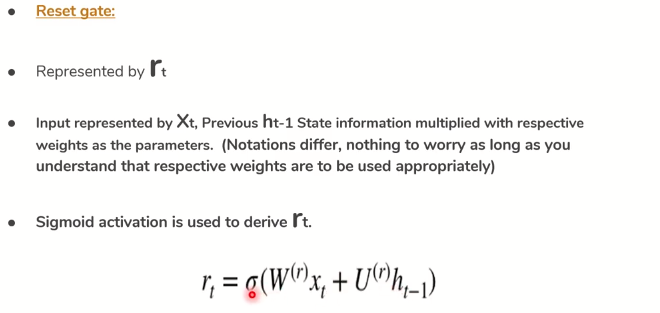 Reset gate:
Represented by rt
Input represented by Xt, Previous ht-1 State information multiplied with respective
weights as the parameters. (Notations differ, nothing to worry as long as you
understand that respective weights are to be used appropriately)
Sigmoid activation is used to derive rt.
r_t = σ(W^(r)x_t + U^(r)h_{t-1})